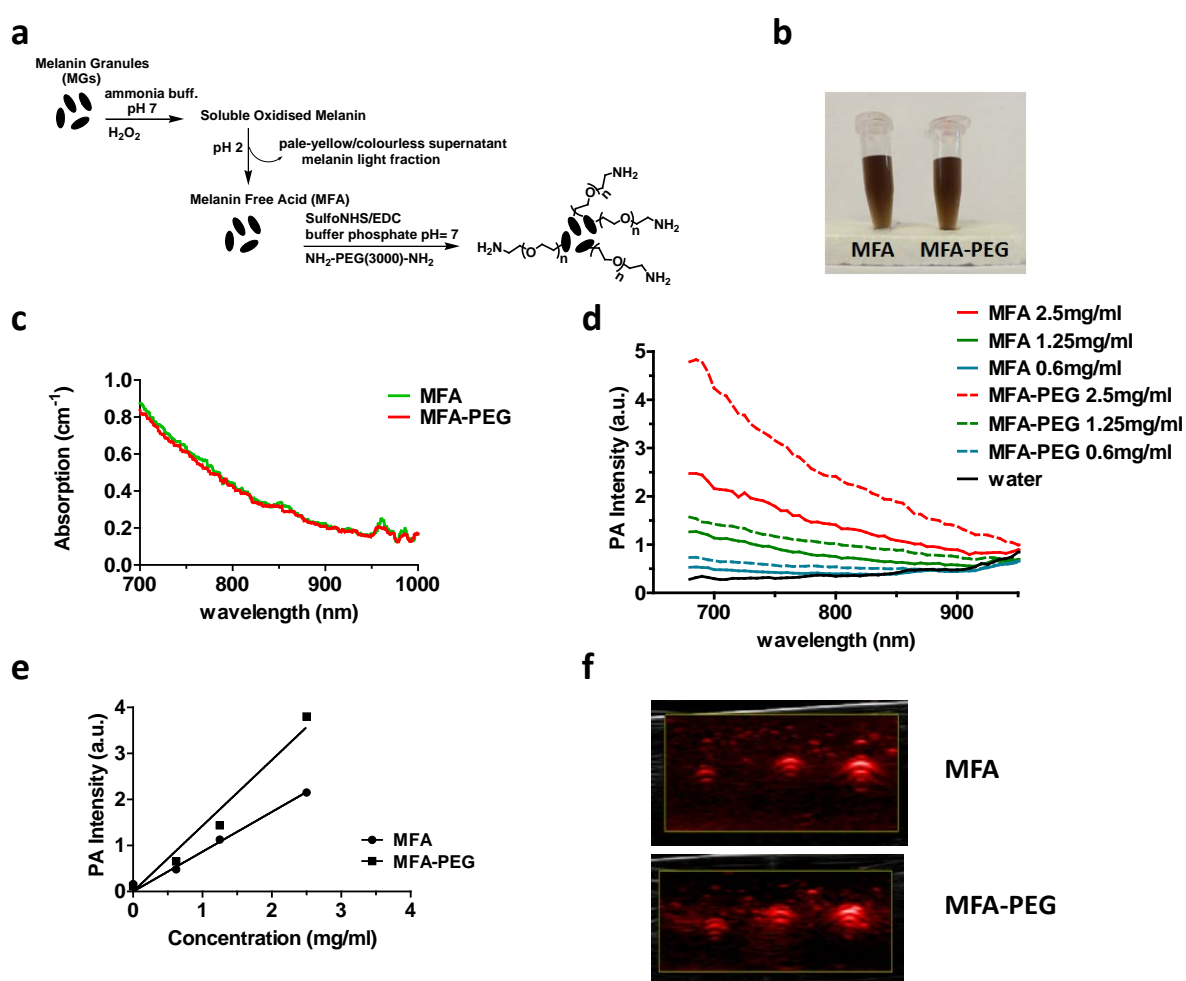 a
Melanin Granules
(MGs)
ammonia buff.
pH 7
H₂O₂
Soluble Oxidised Melanin
pH 2
pale-yellow/colourless supernatant
melanin light fraction
Melanin Free Acid (MFA)
SulfoNHS/EDC
buffer phosphate pH= 7
NH₂-PEG(3000)-NH₂
H₂N
O
n
O
n
NH₂
O
n
NH₂
O
n
NH₂
b
MFA MFA-PEG
c
Absorption (cm⁻¹)
1.0
0.8
0.6
0.4
0.2
0.0
700 800 900 1000
wavelength (nm)
MFA
MFA-PEG
d
PA Intensity (a.u.)
5
4
3
2
1
0
700 800 900
wavelength (nm)
MFA 2.5mg/ml
MFA 1.25mg/ml
MFA 0.6mg/ml
MFA-PEG 2.5mg/ml
MFA-PEG 1.25mg/ml
MFA-PEG 0.6mg/ml
water
e
PA Intensity (a.u.)
4
3
2
1
0
0 1 2 3 4
Concentration (mg/ml)
MFA
MFA-PEG
f
MFA
MFA-PEG